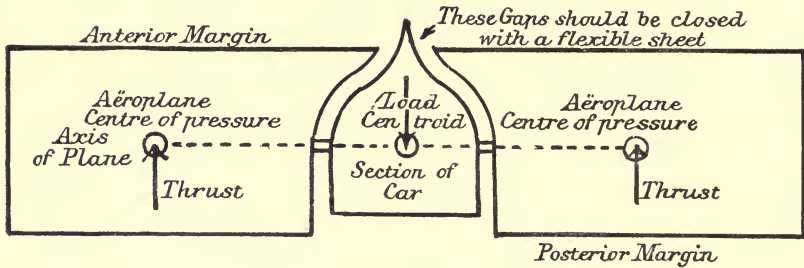 These Gaps should be closed
with a flexible sheet
Anterior Margin
Aëroplane
Centre of pressure
Axis
of Plane
Thrust
Load
Centroid
Section of
Car
Aëroplane
Centre of pressure
Thrust
Posterior Margin